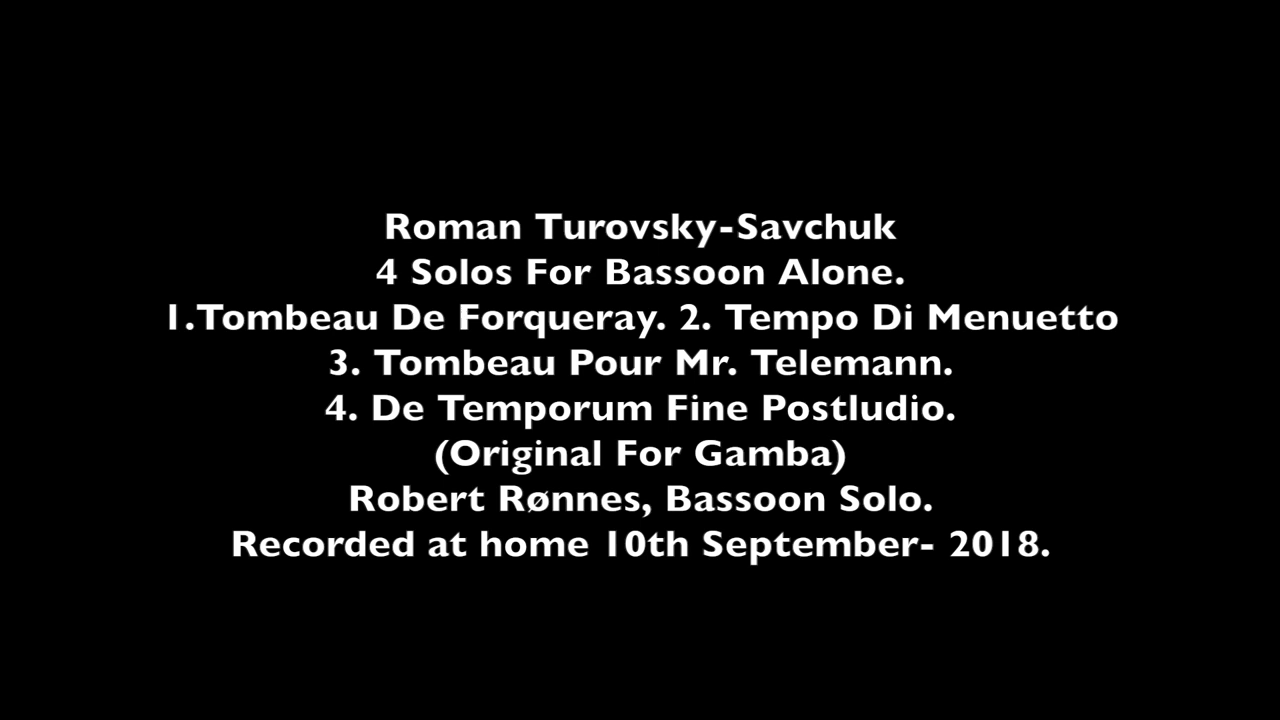 Roman Turovsky-Savchuk
4 Solos For Bassoon Alone.
1.Tombeau De Forqueray. 2. Tempo Di Menuetto
3. Tombeau Pour Mr. Telemann.
4. De Temporum Fine Postludio.
(Original For Gamba)
Robert Rønnes, Bassoon Solo.
Recorded at home 10th September- 2018.